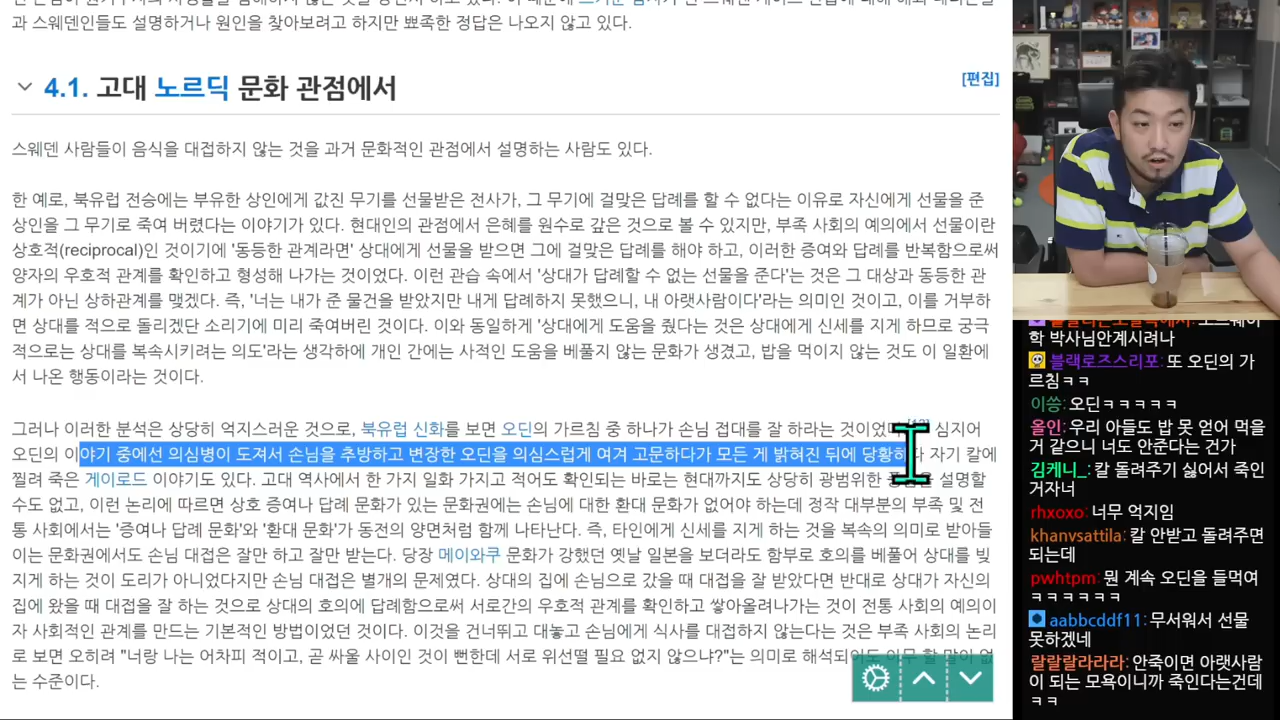 과 스웨덴인들도 설명하거나 원인을 찾아보려고 하지만 뾰족한 정답은 나오지 않고 있다.
4.1. 고대 노르딕 문화 관점에서
[편집]
스웨덴 사람들이 음식을 대접하지 않는 것을 과거 문화적인 관점에서 설명하는 사람도 있다.
한 예로, 북유럽 전승에는 부유한 상인에게 값진 무기를 선물받은 전사가, 그 무기에 걸맞은 답례를 할 수 없다는 이유로 자신에게 선물을 준
상인을 그 무기로 죽여 버렸다는 이야기가 있다. 현대인의 관점에서 은혜를 원수로 갚은 것으로 볼 수 있지만, 부족 사회의 예의에서 선물이란
상호적(reciprocal)인 것이기에 '동등한 관계라면' 상대에게 선물을 받으면 그에 걸맞은 답례를 해야 하고, 이러한 증여와 답례를 반복함으로써
양자의 우호적 관계를 확인하고 형성해 나가는 것이었다. 이런 관습 속에서 '상대가 답례할 수 없는 선물을 준다'는 것은 그 대상과 동등한 관
계가 아닌 상하관계를 맺겠다. 즉, '너는 내가 준 물건을 받았지만 내게 답례하지 못했으니, 내 아랫사람이다'라는 의미인 것이고, 이를 거부하
면 상대를 적으로 돌리겠단 소리기에 미리 죽여버린 것이다. 이와 동일하게 '상대에게 도움을 줬다는 것은 상대에게 신세를 지게 하므로 궁극
적으로는 상대를 복속시키려는 의도'라는 생각하에 개인 간에는 사적인 도움을 베풀지 않는 문화가 생겼고, 밥을 먹이지 않는 것도 이 일환에
서 나온 행동이라는 것이다.
그러나 이러한 분석은 상당히 억지스러운 것으로, 북유럽 신화를 보면 오딘의 가르침 중 하나가 손님 접대를 잘 하라는 것이었 심지어
오딘의 이야기 중에선 의심병이 도져서 손님을 추방하고 변장한 오딘을 의심스럽게 여겨 고문하다가 모든 게 밝혀진 뒤에 당황하다 자기 칼에
찔려 죽은 게이로드 이야기도 있다. 고대 역사에서 한 가지 일화 가지고 적어도 확인되는 바로는 현대까지도 상당히 광범위한 설명할
수도 없고, 이런 논리에 따르면 상호 증여나 답례 문화가 있는 문화권에는 손님에 대한 환대 문화가 없어야 하는데 정작 대부분의 부족 및 전
통 사회에서는 '증여나 답례 문화'와 '환대 문화'가 동전의 양면처럼 함께 나타난다. 즉, 타인에게 신세를 지게 하는 것을 복속의 의미로 받아들
이는 문화권에서도 손님 대접은 잘만 하고 잘만 받는다. 당장 메이와쿠 문화가 강했던 옛날 일본을 보더라도 함부로 호의를 베풀어 상대를 빚
지게 하는 것이 도리가 아니었다지만 손님 대접은 별개의 문제였다. 상대의 집에 손님으로 갔을 때 대접을 잘 받았다면 반대로 상대가 자신의
집에 왔을 때 대접을 잘 하는 것으로 상대의 호의에 답례함으로써 서로간의 우호적 관계를 확인하고 쌓아올려나가는 것이 전통 사회의 예의이
자 사회적인 관계를 만드는 기본적인 방법이었던 것이다. 이것을 건너뛰고 대놓고 손님에게 식사를 대접하지 않는다는 것은 부족 사회의 논리
로 보면 오히려 "너랑 나는 어차피 적이고, 곧 싸울 사이인 것이 뻔한데 서로 위선떨 필요 없지 않으냐?"는 의미로 해석되어도 아무 할 말이 없
는 수준이다.
학 박사님안계시려나
블랙로즈스리포: 또 오딘의 가
르침ㅋㅋ
이쑹: 오딘ㅋㅋㅋㅋㅋ
올인: 우리 아들도 밥 못 얻어 먹을
거 같으니 너도 안준다는 건가
김케니_: 칼 돌려주기 싫어서 죽인
거자너
rhxoxo: 너무 억지임
khanvsattila: 칼 안받고 돌려주면
되는데
pwhtpm: 뭔 계속 오딘을 들먹여
ㅋㅋㅋㅋㅋㅋ
aabbcddf11: 무서워서 선물
못하겠네
랄랄랄라라라: 안죽이면 아랫사람
이 되는 모욕이니까 죽인다는건데
ㅋㅋ